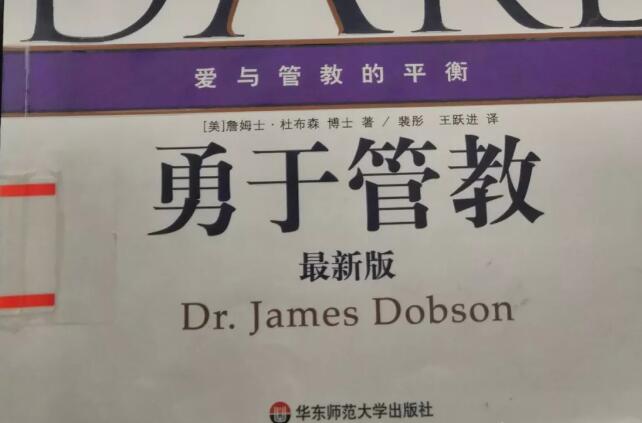 DARE
爱与管教的平衡
[美]詹姆士·杜布森 博士 著 / 裴彤 王跃进 译
勇于管教
最新版
Dr. James Dobson
华东师范大学出版社